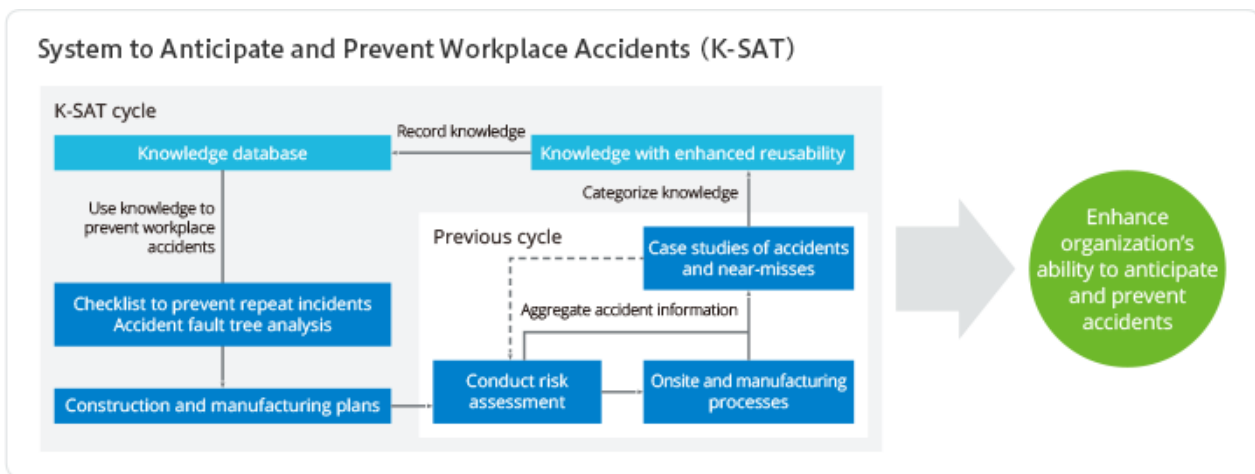 System to Anticipate and Prevent Workplace Accidents (K-SAT)
K-SAT cycle
Record knowledge
Knowledge database
Knowledge with enhanced reusability
Categorize knowledge
Use knowledge to
prevent workplace
accidents
Previous cycle
Case studies of accidents
and near-misses
Checklist to prevent repeat incidents
Accident fault tree analysis
Aggregate accident information
Construction and manufacturing plans
Conduct risk
assessment
Onsite and manufacturing
processes
Enhance
organization's
ability to anticipate
and prevent
accidents